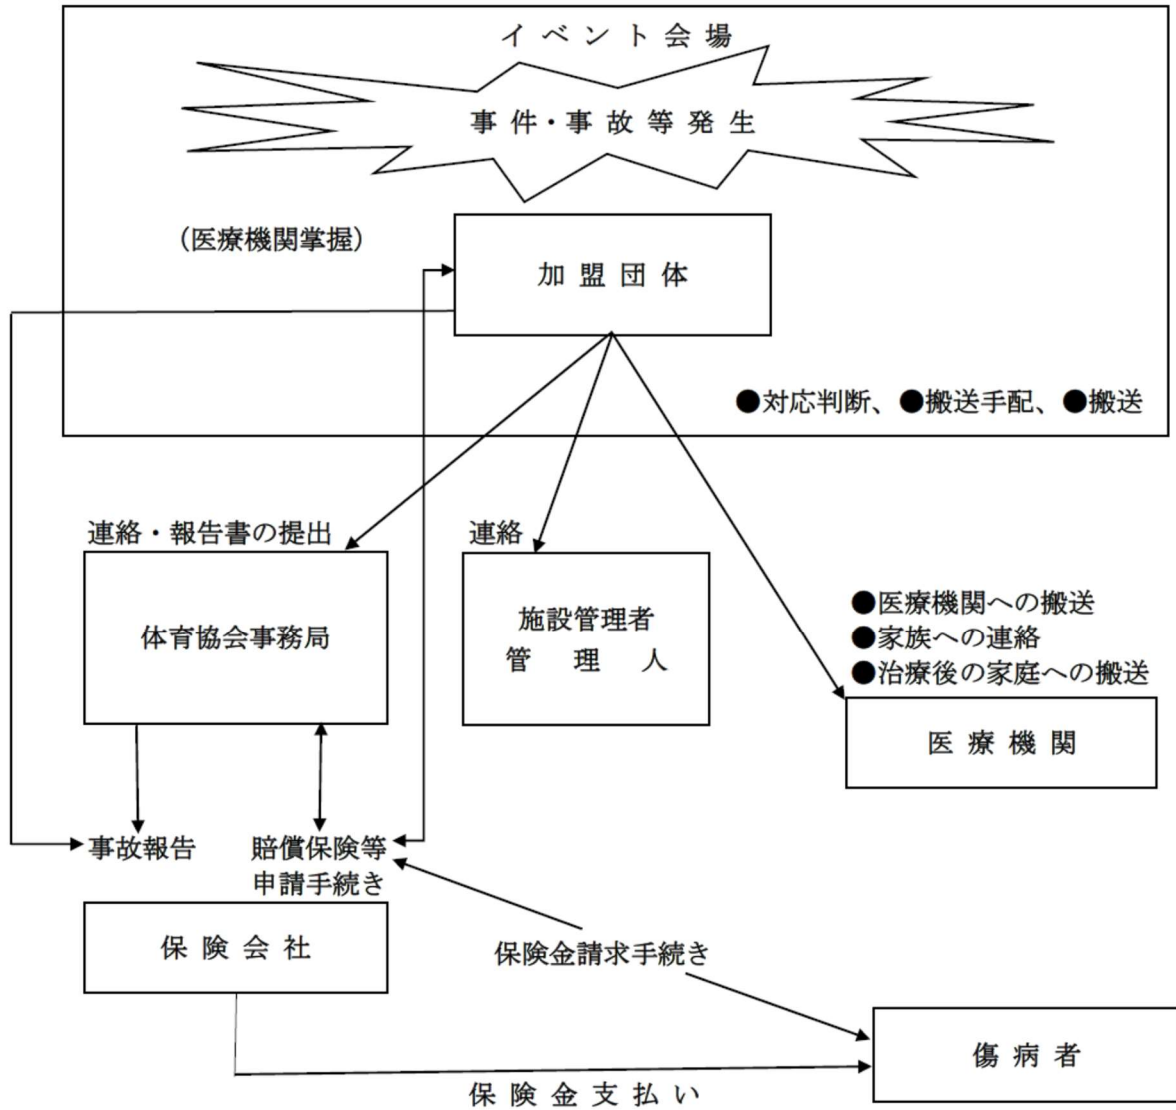 イベント会場
事件・事故等発生
（医療機関掌握）
加盟団体
●対応判断、●搬送手配、●搬送
連絡・報告書の提出
連絡
体育協会事務局
施設管理者
管理人
●医療機関への搬送
●家族への連絡
●治療後の家庭への搬送
医療機関
事故報告
賠償保険等
申請手続き
保険会社
保険金請求手続き
傷病者
保険金支払い